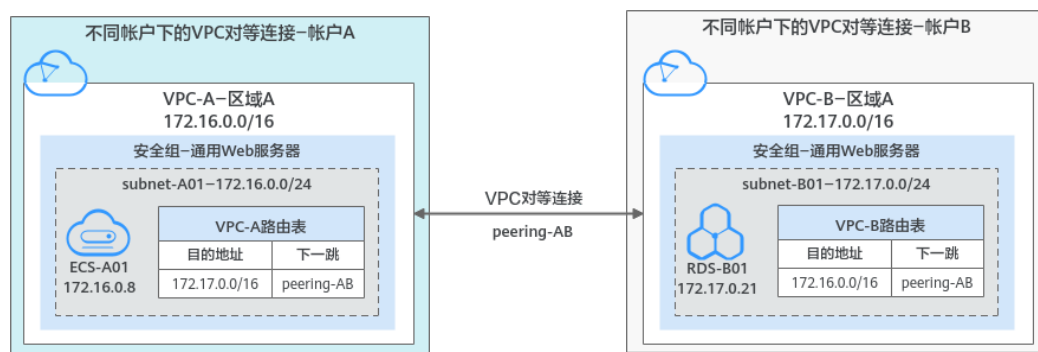 不同帐户下的VPC对等连接–帐户A
VPC-A–区域A
172.16.0.0/16
安全组–通用Web服务器
subnet-A01–172.16.0.0/24
ECS-A01
172.16.0.8
VPC-A路由表
目的地址 下一跳
172.17.0.0/16 peering-AB
VPC对等连接
peering-AB
不同帐户下的VPC对等连接–帐户B
VPC-B–区域A
172.17.0.0/16
安全组–通用Web服务器
subnet-B01–172.17.0.0/24
RDS-B01
172.17.0.21
VPC-B路由表
目的地址 下一跳
172.16.0.0/16 peering-AB